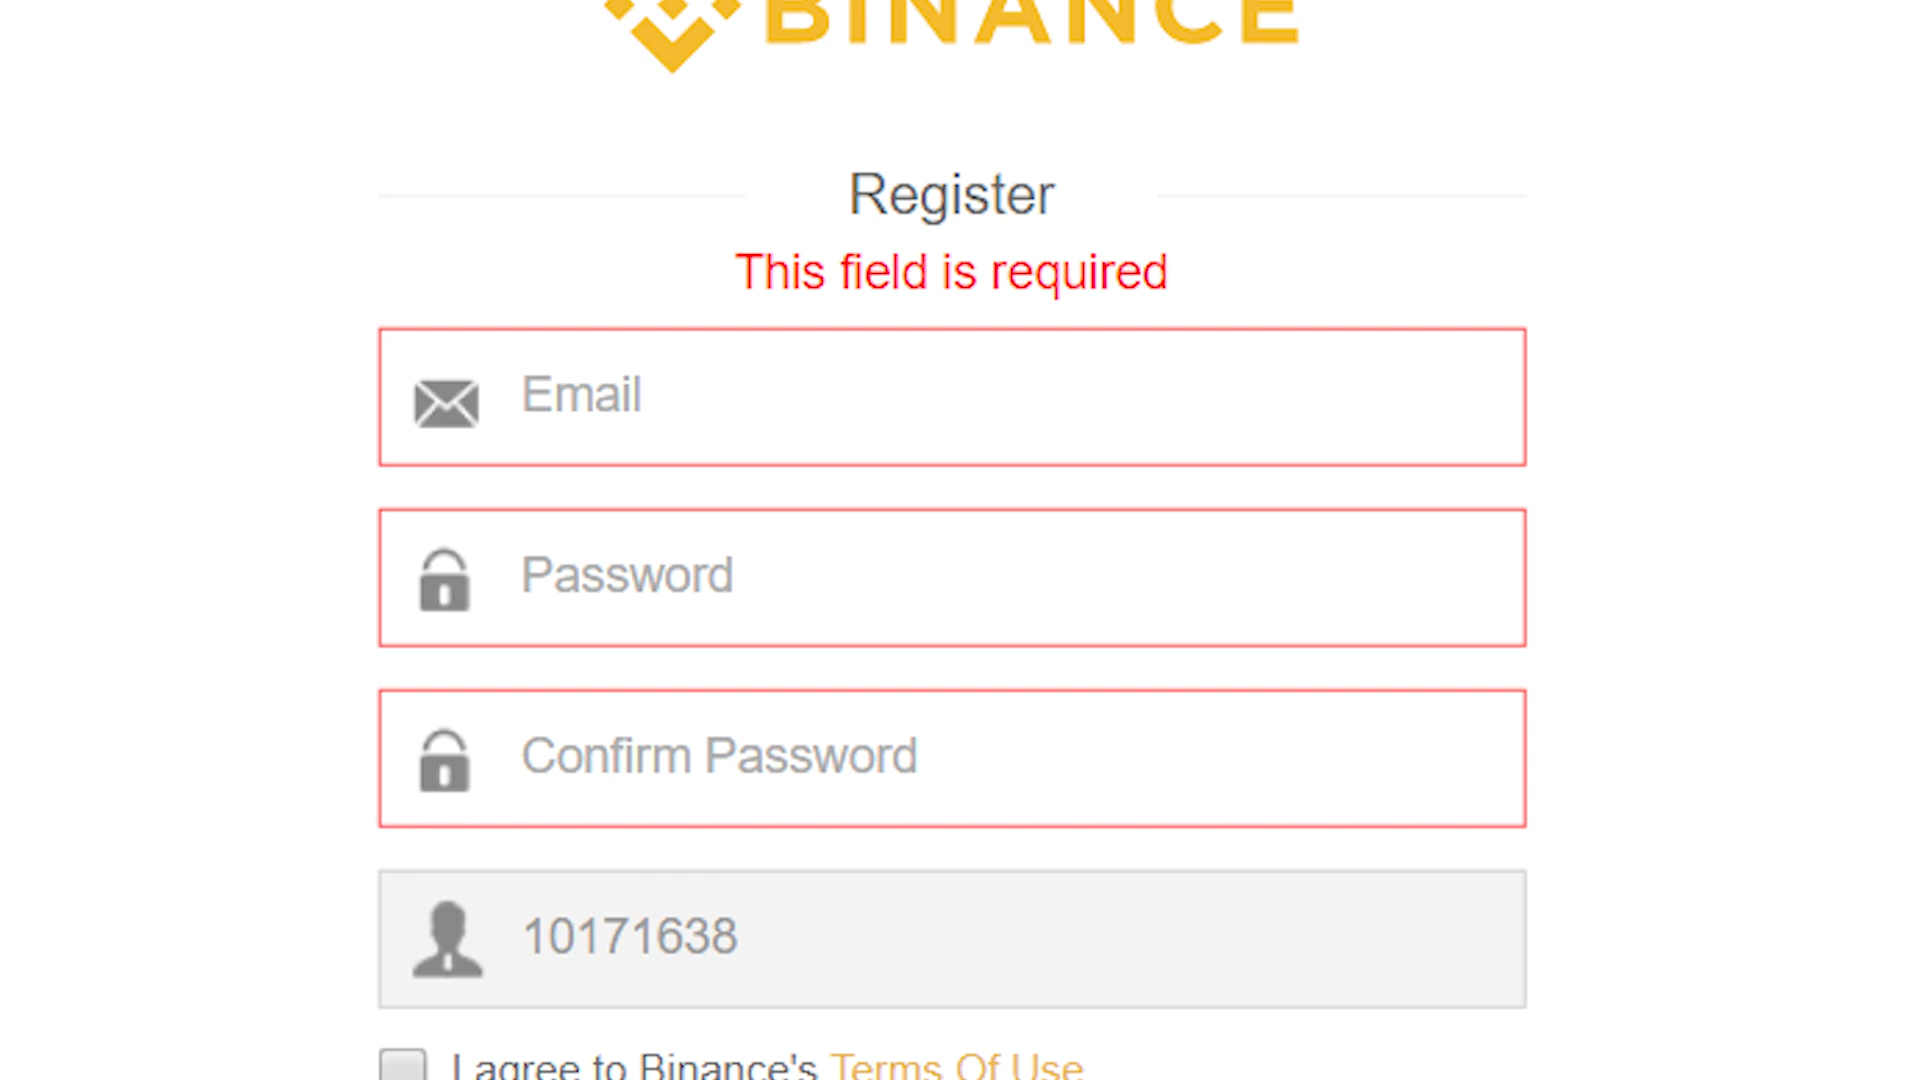 BINANCE
Register
This field is required
Email
Password
Confirm Password
10171638
I agree to Binance's Terms Of Use